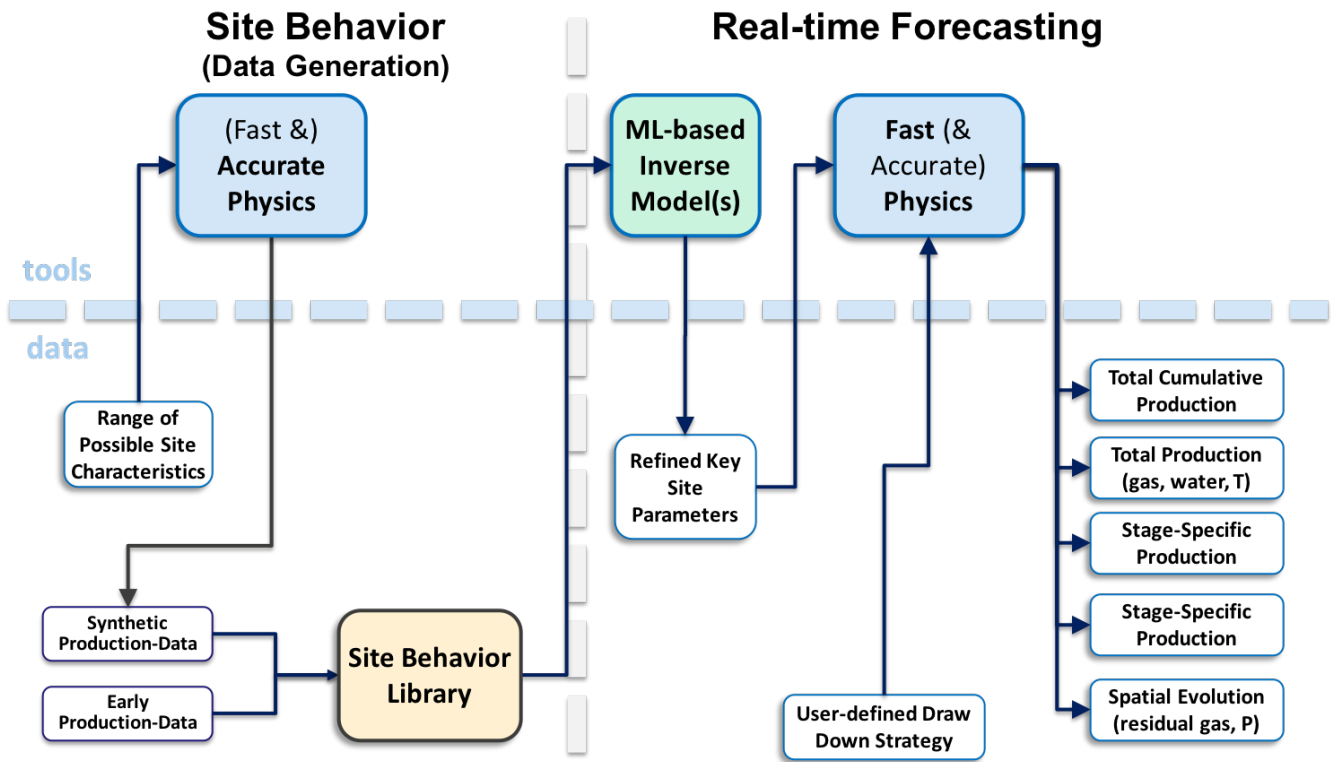 Site Behavior
(Data Generation)
Real-time Forecasting
(Fast &)
Accurate
Physics
ML-based
Inverse
Model(s)
Fast (&
Accurate)
Physics
tools
data
Range of
Possible Site
Characteristics
Refined Key
Site
Parameters
Total Cumulative
Production
Total Production
(gas, water, T)
Stage-Specific
Production
Stage-Specific
Production
Spatial Evolution
(residual gas, P)
Synthetic
Production-Data
Early
Production-Data
Site Behavior
Library
User-defined Draw
Down Strategy